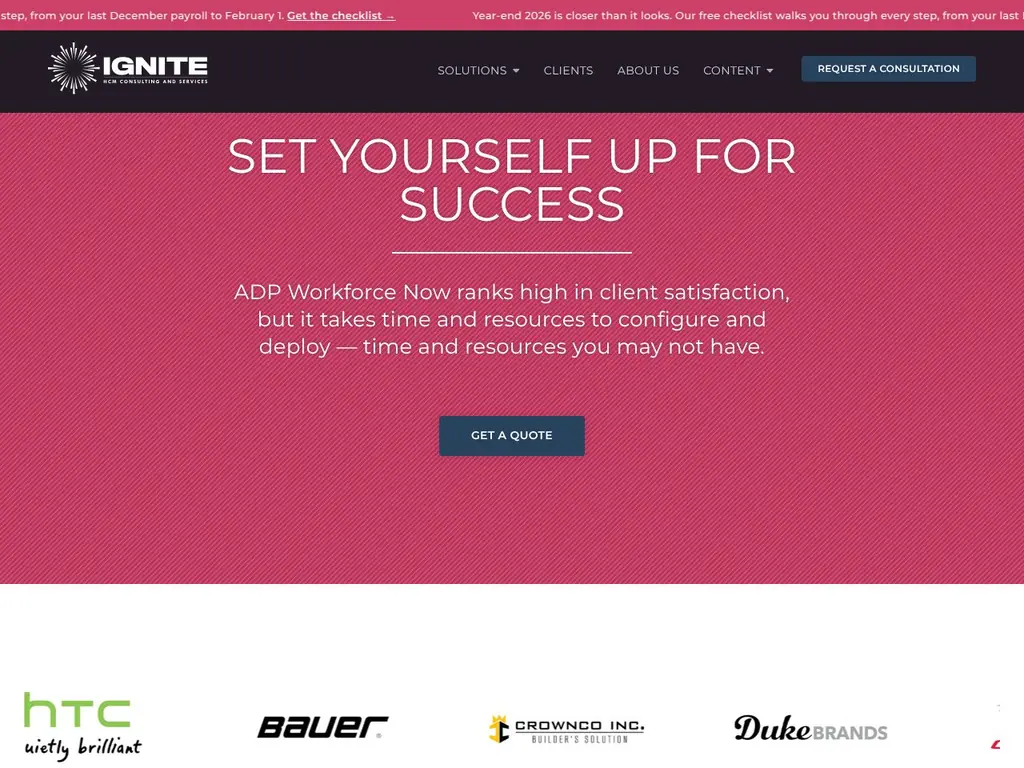 step, from your last December payroll to February 1. Get the checklist → Year-end 2026 is closer than it looks. Our free checklist walks you through every step, from your last
IGNITE
HCM CONSULTING AND SERVICES
SOLUTIONS CLIENTS ABOUT US CONTENT REQUEST A CONSULTATION
SET YOURSELF UP FOR
SUCCESS
ADP Workforce Now ranks high in client satisfaction,
but it takes time and resources to configure and
deploy — time and resources you may not have.
GET A QUOTE
htc
uietly brilliant
BAUER
CROWNCO INC.
BUILDER'S SOLUTION
Duke BRANDS